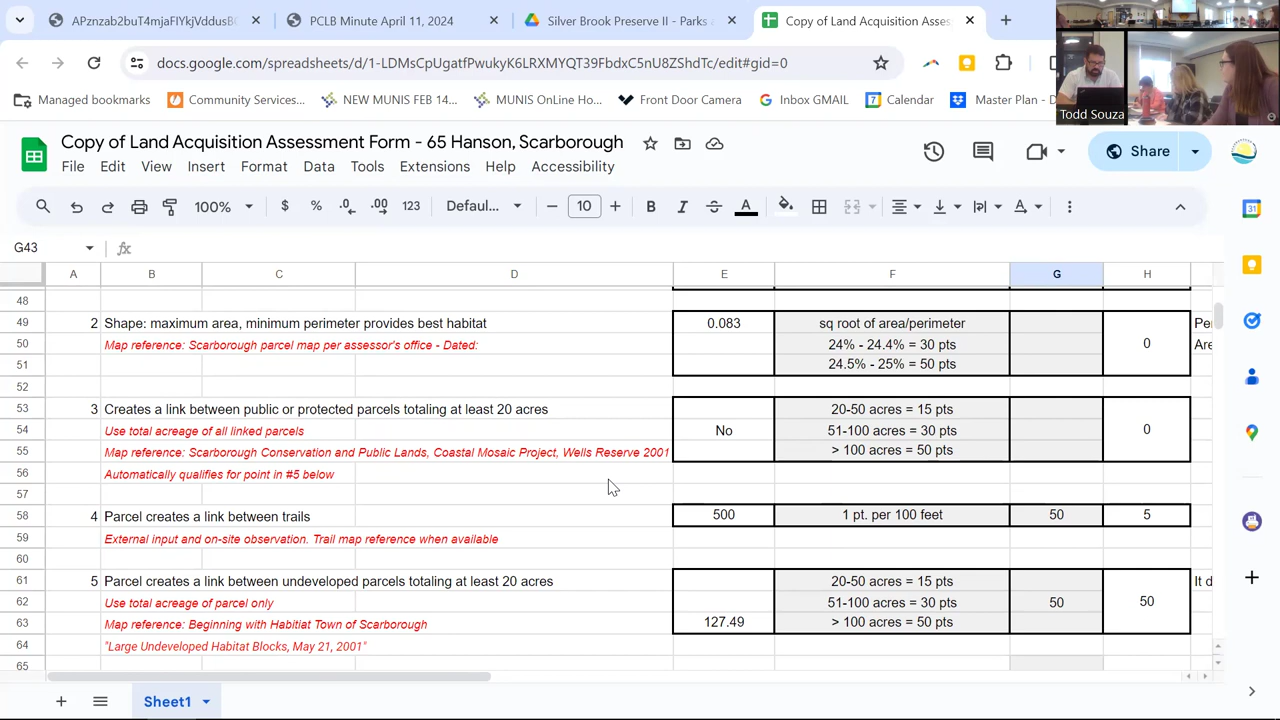 APznzab2buT4mjaFIYkjVddusB
PCLB Minute April 11, 2024
Silver Brook Preserve II - Parks
Copy of Land Acquisition Asses
docs.google.com/spreadsheets/d/1-LDMsCpUgatfPwukyK6LRXMYQT39FbdxC5nU8ZShdTc/edit#gid=0
Managed bookmarks
Community Services...
NEW MUNIS FEB 14...
MUNIS OnLine Ho...
Front Door Camera
Inbox GMAIL
Calendar
Master Plan - D
Todd Souza
Copy of Land Acquisition Assessment Form - 65 Hanson, Scarborough
File Edit View Insert Format Data Tools Extensions Help Accessibility
Share
100% $ % .0 .00 123 Defaul... − 10 + B I A
G43 fx
A B C D E F G H
48
49 2 Shape: maximum area, minimum perimeter provides best habitat 0.083 sq root of area/perimeter Per
50 Map reference: Scarborough parcel map per assessor's office - Dated: 24% - 24.4% = 30 pts 0 Are
51 24.5% - 25% = 50 pts
52
53 3 Creates a link between public or protected parcels totaling at least 20 acres 20-50 acres = 15 pts
54 Use total acreage of all linked parcels No 51-100 acres = 30 pts 0
55 Map reference: Scarborough Conservation and Public Lands, Coastal Mosaic Project, Wells Reserve 2001 > 100 acres = 50 pts
56 Automatically qualifies for point in #5 below
57
58 4 Parcel creates a link between trails 500 1 pt. per 100 feet 50 5
59 External input and on-site observation. Trail map reference when available
60
61 5 Parcel creates a link between undeveloped parcels totaling at least 20 acres 20-50 acres = 15 pts It d
62 Use total acreage of parcel only 51-100 acres = 30 pts 50 50
63 Map reference: Beginning with Habitiat Town of Scarborough 127.49 > 100 acres = 50 pts
64 "Large Undeveloped Habitat Blocks, May 21, 2001"
65
Sheet1